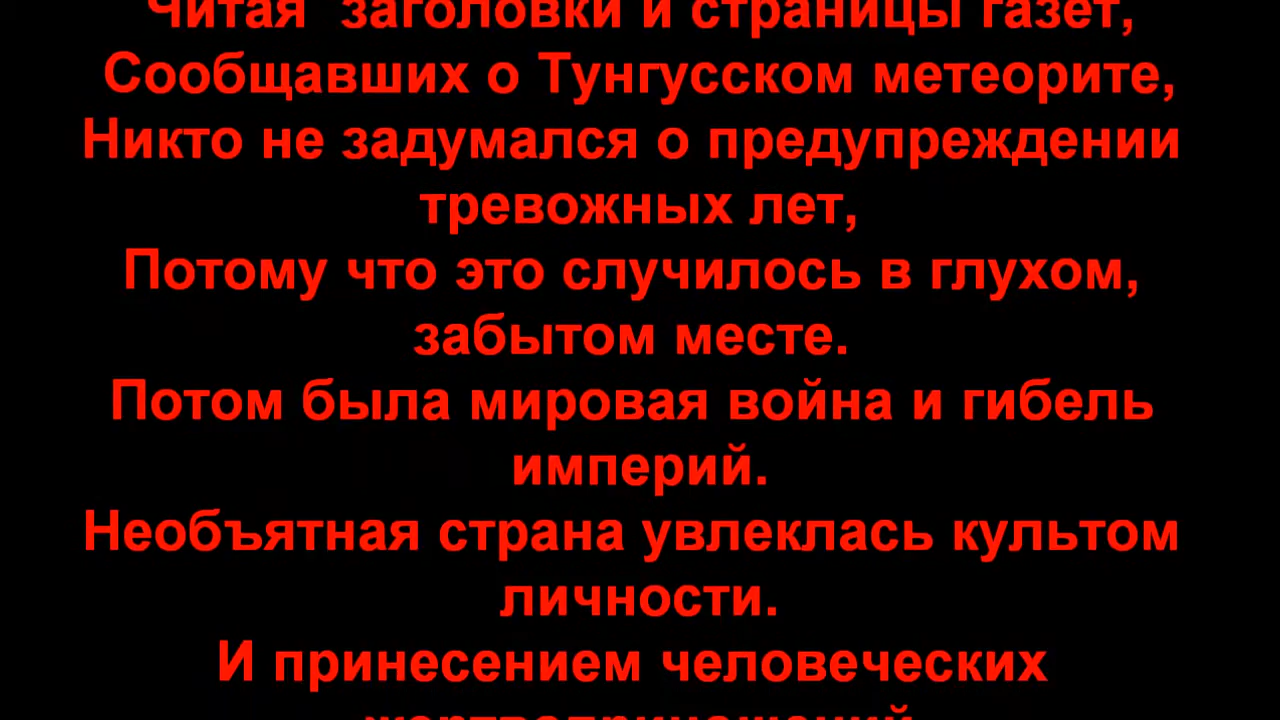 Читая заголовки и страницы газет,
Сообщавших о Тунгусском метеорите,
Никто не задумался о предупреждении
тревожных лет,
Потому что это случилось в глухом,
забытом месте.
Потом была мировая война и гибель
империй.
Необъятная страна увлеклась культом
личности.
И принесением человеческих